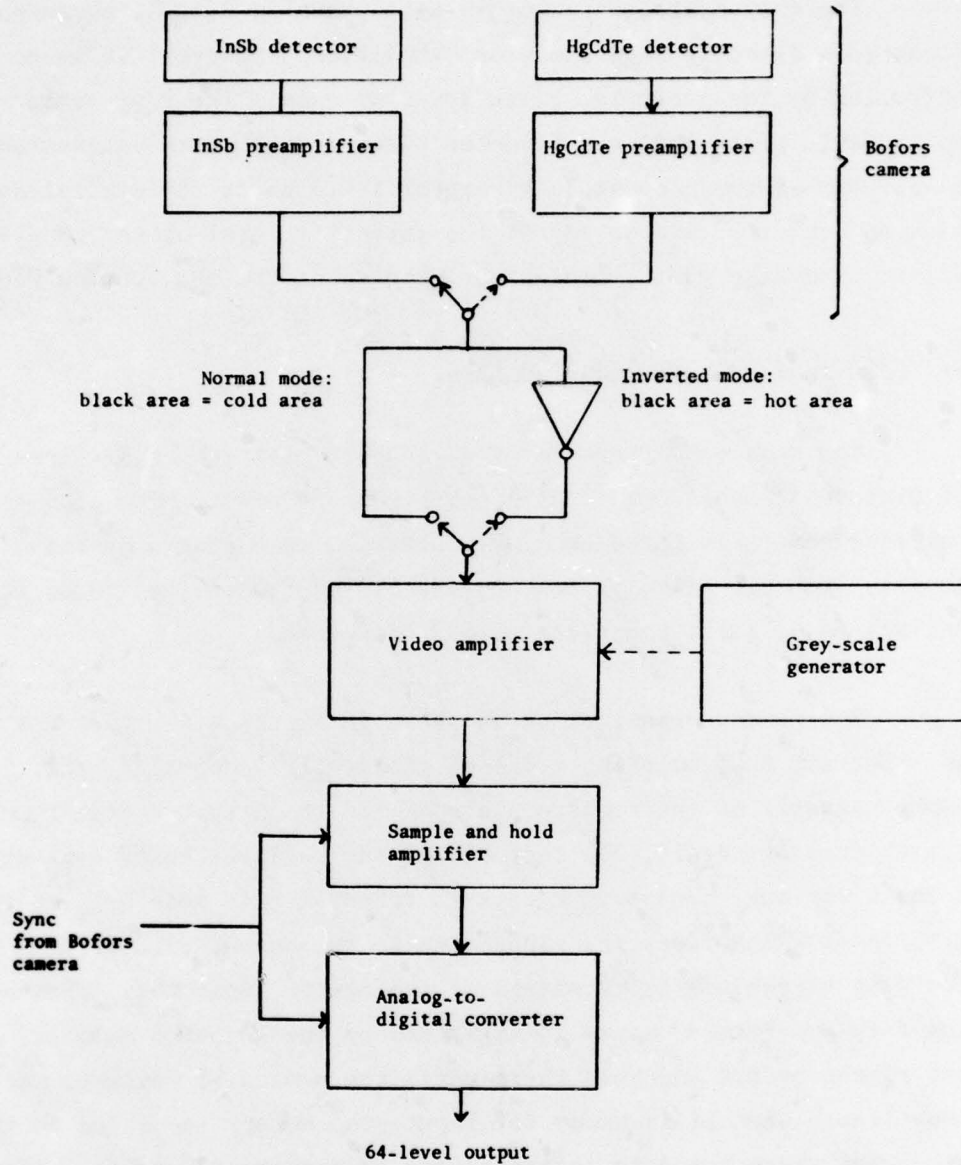 InSb detector
HgCdTe detector
InSb preamplifier
HgCdTe preamplifier
Bofors
camera
Normal mode:
black area = cold area
Inverted mode:
black area = hot area
Video amplifier
Grey-scale
generator
Sample and hold
amplifier
Sync
from Bofors
camera
Analog-to-
digital converter
64-level output